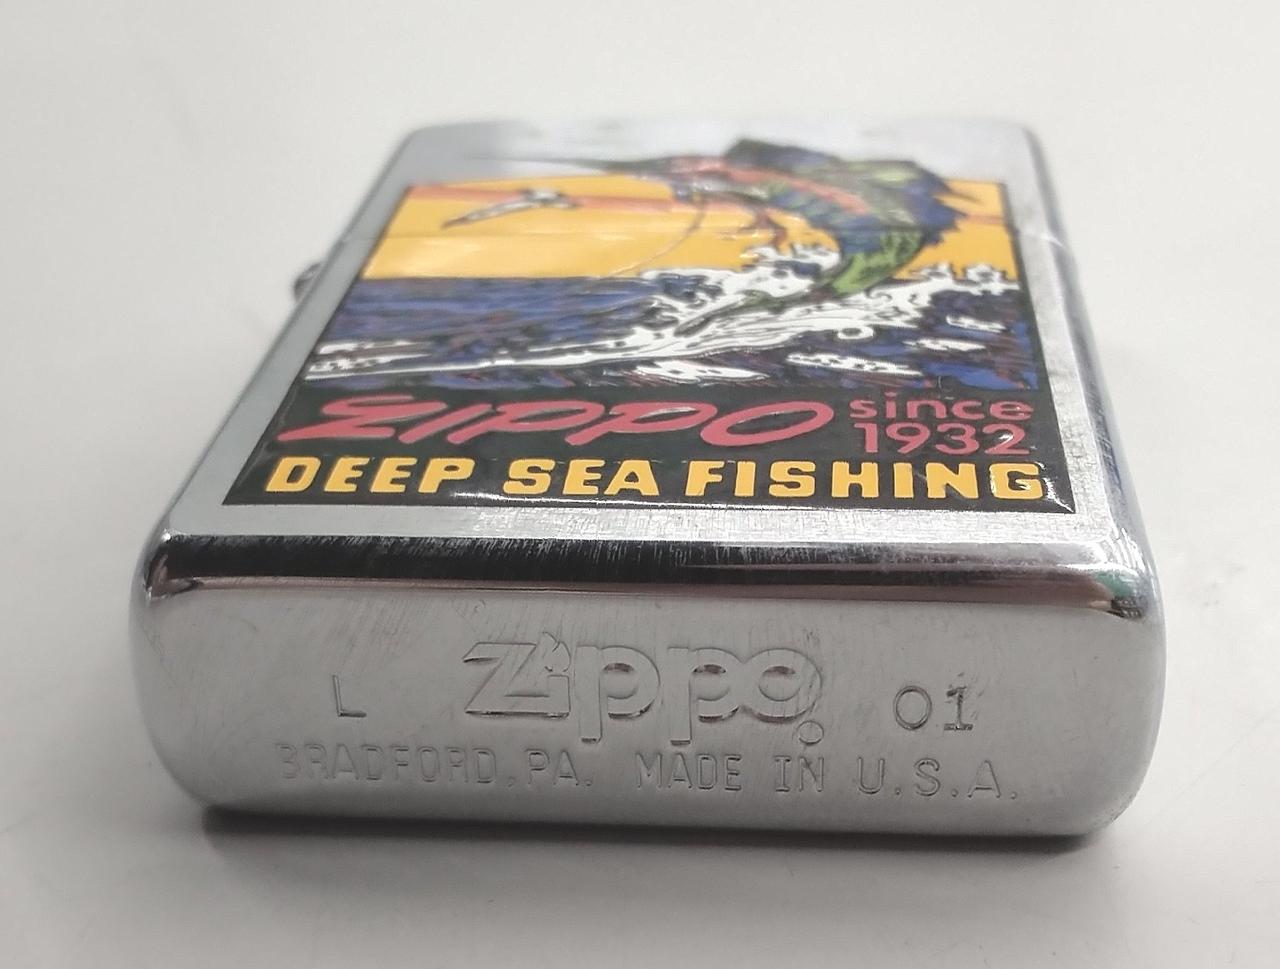 ZIPPO since 1932
DEEP SEA FISHING
L Zippo 01
BRADFORD, PA. MADE IN U.S.A.